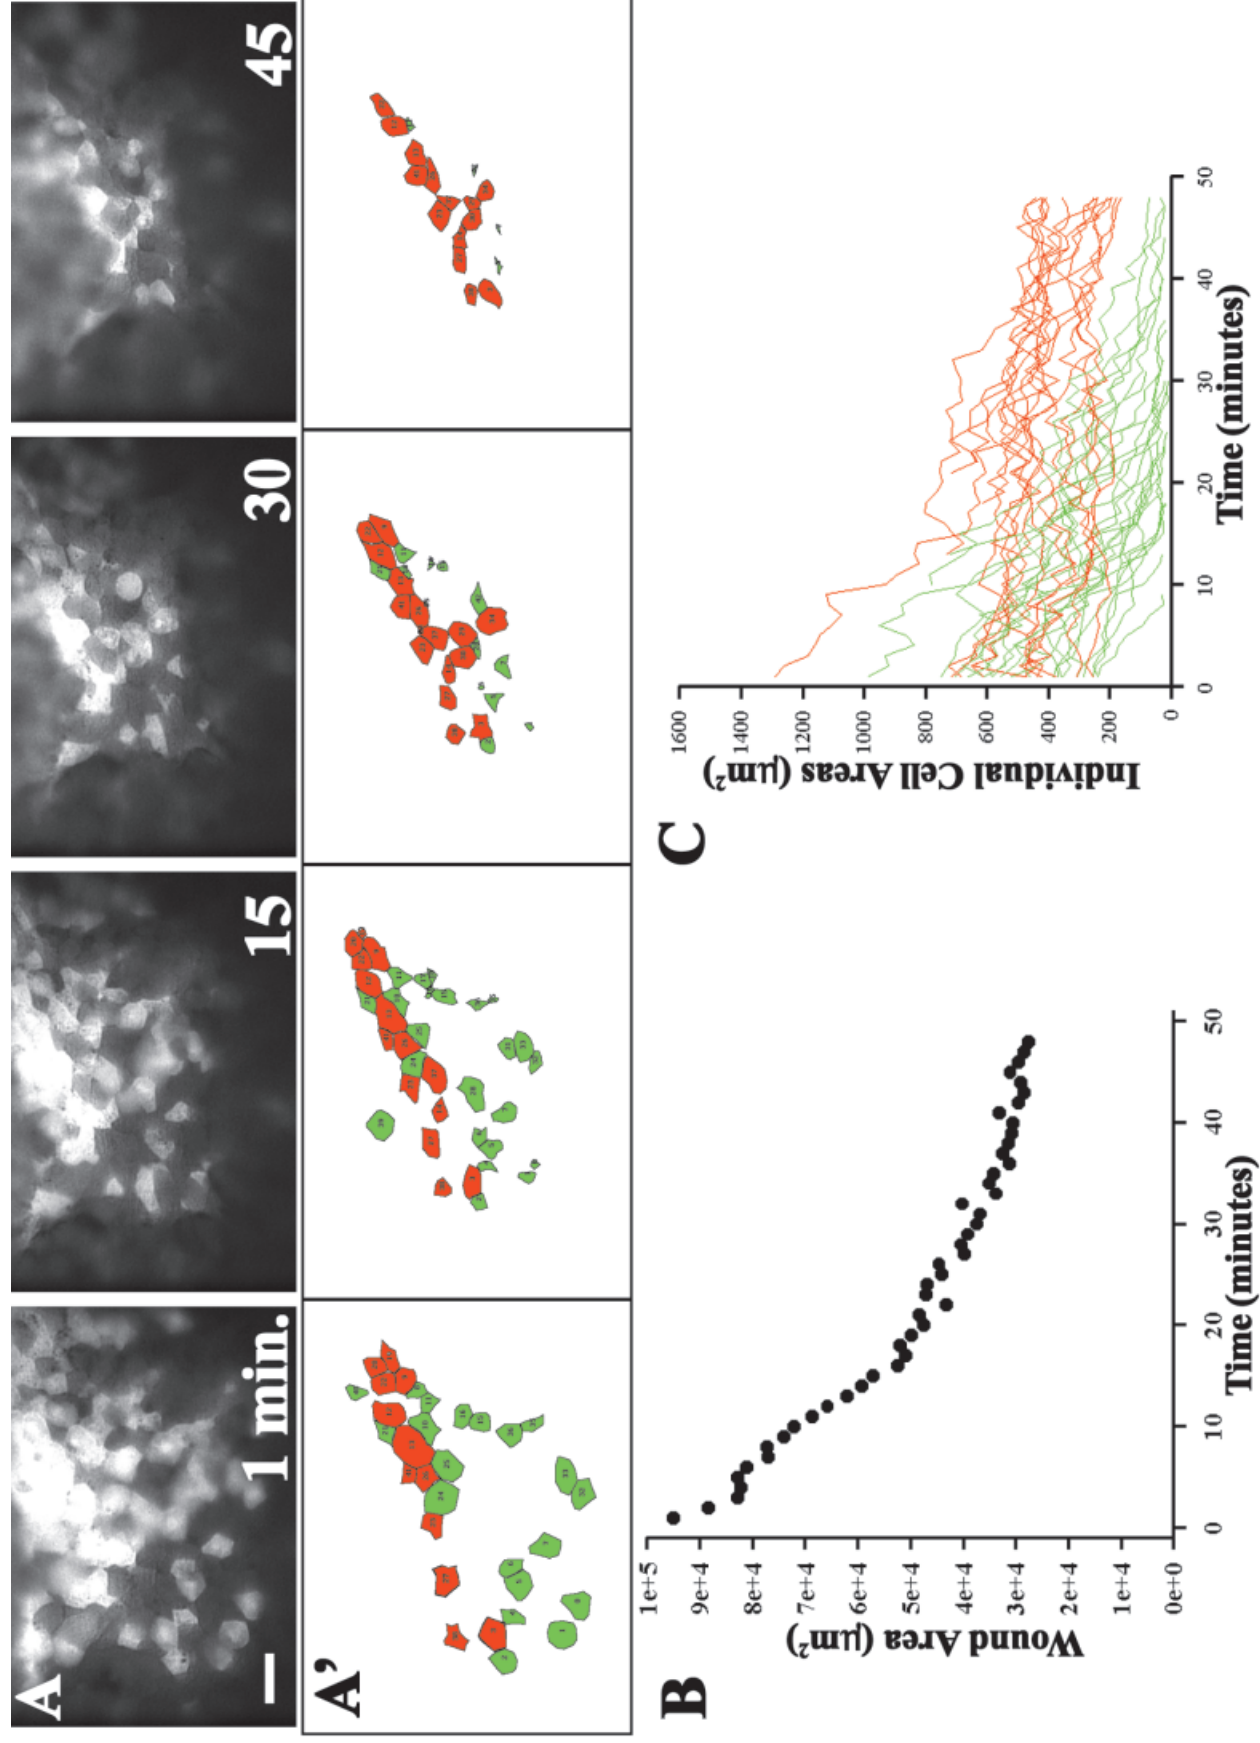 A
1 min.
15
30
45
A’
B
1e+5
9e+4
8e+4
7e+4
6e+4
5e+4
4e+4
3e+4
2e+4
1e+4
0e+0
Wound Area (μm²)
0 10 20 30 40 50
Time (minutes)
C
1600
1400
1200
1000
800
600
400
200
0
Individual Cell Areas (μm²)
0 10 20 30 40 50
Time (minutes)